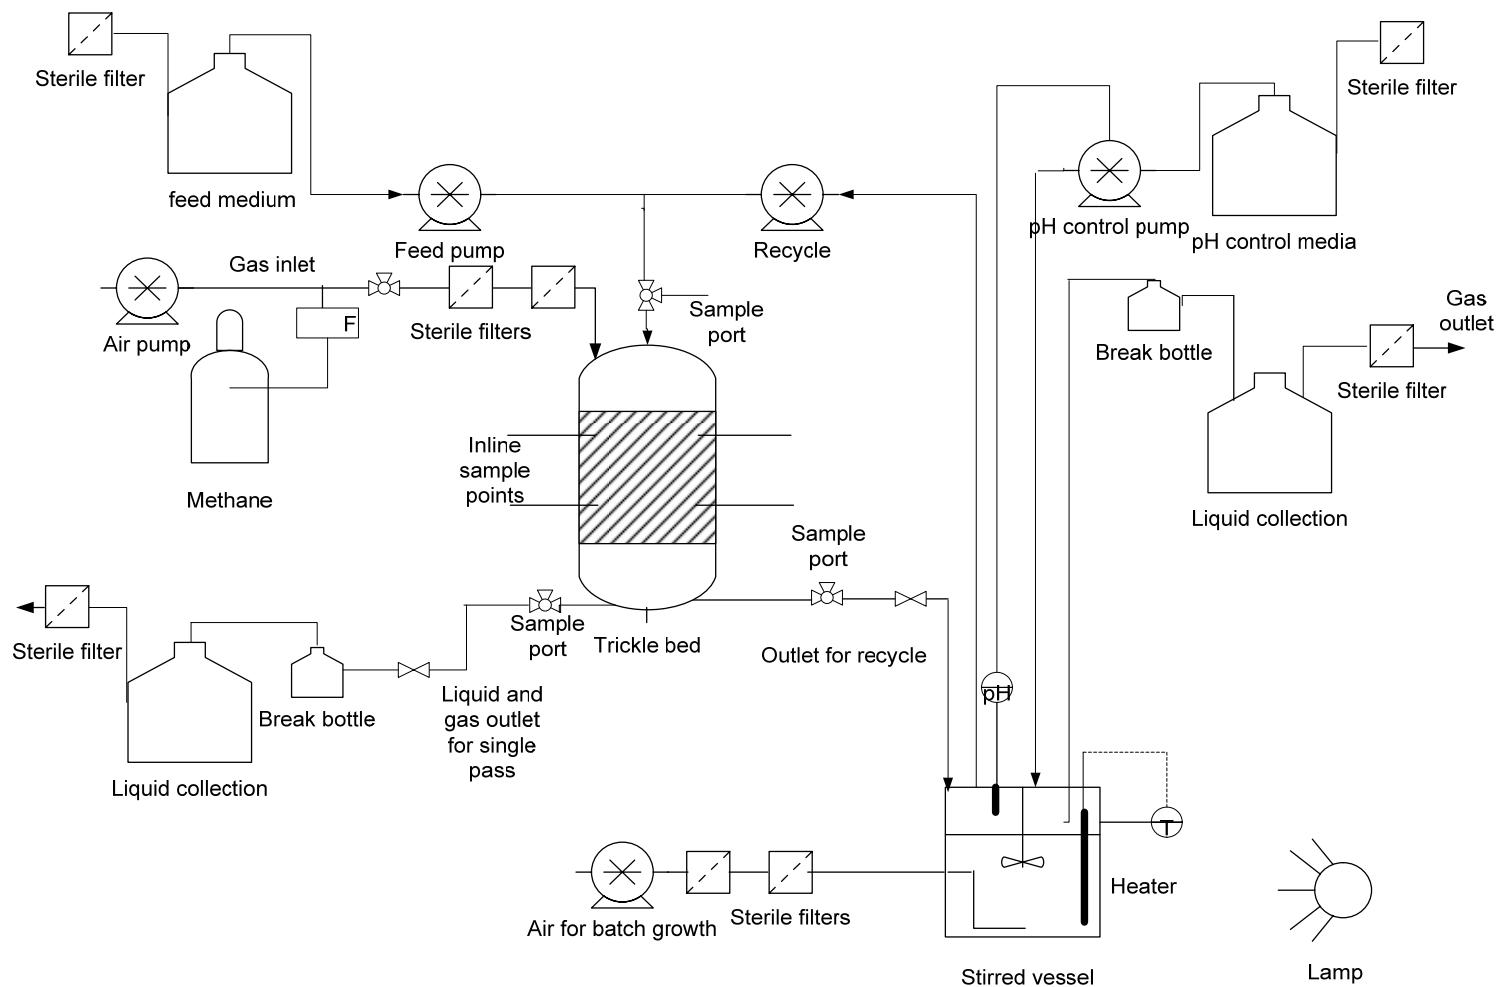 Sterile filter
Sterile filter
feed medium
pH control pump
pH control media
Feed pump
Recycle
Gas inlet
F
Sterile filters
Air pump
Methane
Sample
port
Gas
outlet
Break bottle
Sterile filter
Liquid collection
Inline
sample
points
Sample
port
Sample
port
Trickle bed
Outlet for recycle
Sterile filter
Break bottle
Liquid collection
Liquid and
gas outlet
for single
pass
pH
T
Heater
Air for batch growth
Sterile filters
Stirred vessel
Lamp